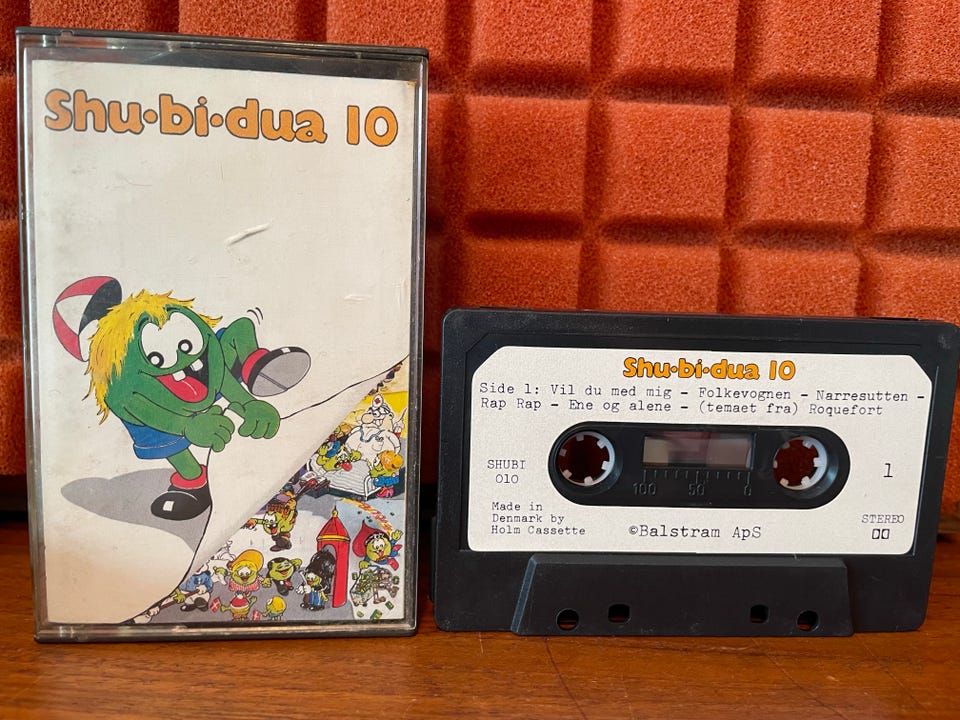 Shu·bi·dua 10
Shu·bi·dua 10
Side 1: Vil du med mig - Folkevognen - Narresutten -
Rap Rap - Ene og alene - (temaet fra) Roquefort
SHUBI
010
100 50 0
1
Made in
Denmark by
Holm Cassette
©Balstram ApS
STEREO